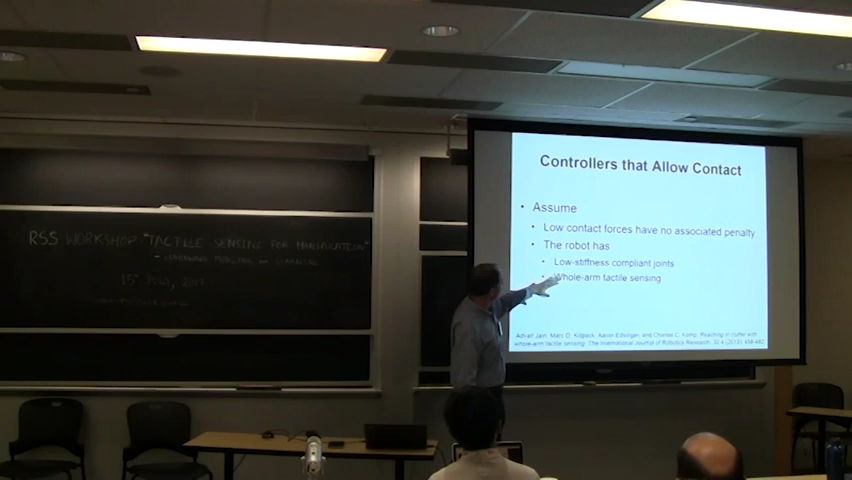 RSS WORKSHOP "TACTILE SENSING FOR MANIPULATION"
15 JULY, 2017
Controllers that Allow Contact
• Assume
• Low contact forces have no associated penalty
• The robot has
• Low-stiffness compliant joints
• Whole-arm tactile sensing
Advait Jain, Marc D. Killpack, Aaron Edsinger, and Charles C. Kemp, Reaching in clutter with
whole-arm tactile sensing. The International Journal of Robotics Research, 32.4 (2013), 458-482